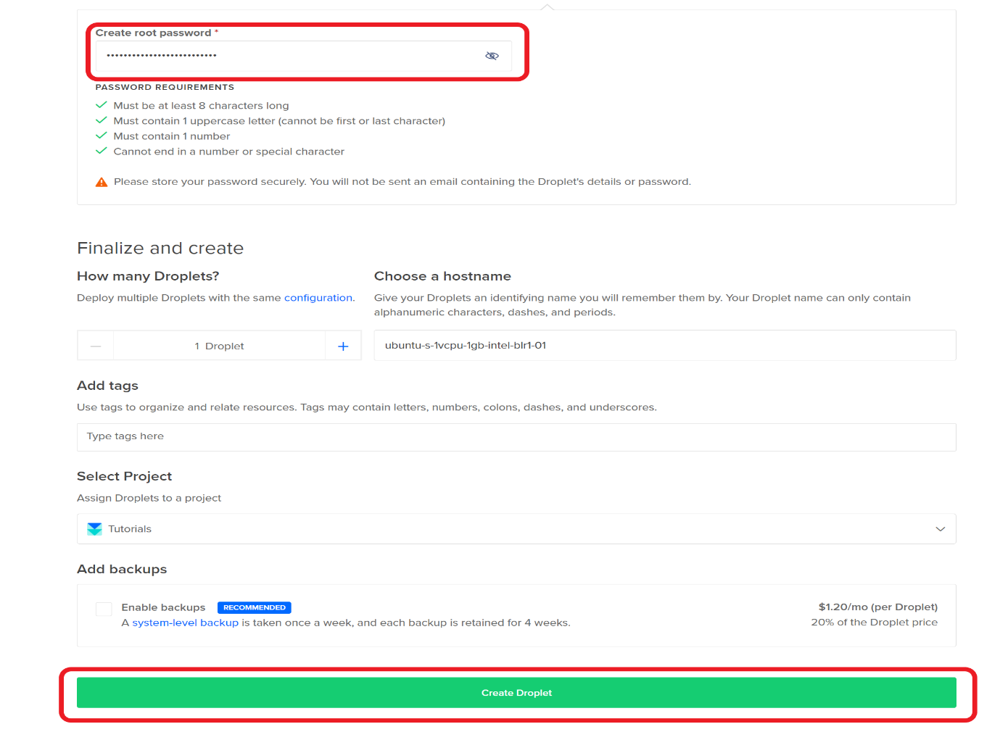 Create root password *
••••••••••••••••••••••••••
PASSWORD REQUIREMENTS
Must be at least 8 characters long
Must contain 1 uppercase letter (cannot be first or last character)
Must contain 1 number
Cannot end in a number or special character
Please store your password securely. You will not be sent an email containing the Droplet's details or password.
Finalize and create
How many Droplets?
Deploy multiple Droplets with the same configuration.
1 Droplet
Choose a hostname
Give your Droplets an identifying name you will remember them by. Your Droplet name can only contain
alphanumeric characters, dashes, and periods.
ubuntu-s-1vcpu-1gb-intel-blr1-01
Add tags
Use tags to organize and relate resources. Tags may contain letters, numbers, colons, dashes, and underscores.
Type tags here
Select Project
Assign Droplets to a project
Tutorials
Add backups
Enable backups RECOMMENDED
A system-level backup is taken once a week, and each backup is retained for 4 weeks.
$1.20/mo (per Droplet)
20% of the Droplet price
Create Droplet